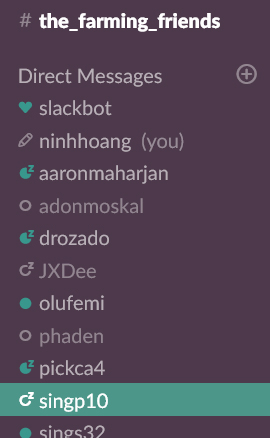 # the_farming_friends
Direct Messages
slackbot
ninhhoang (you)
aaronmaharjan
adonmoskal
drozado
JXDee
olufemi
phaden
pickca4
singp10
sings32